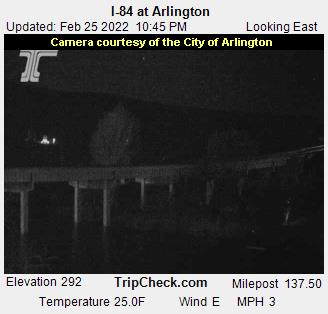 I-84 at Arlington
Updated: Feb 25 2022 10:45 PM Looking East
Camera courtesy of the City of Arlington
Elevation 292 TripCheck.com Milepost 137.50
Temperature 25.0F Wind E MPH 3